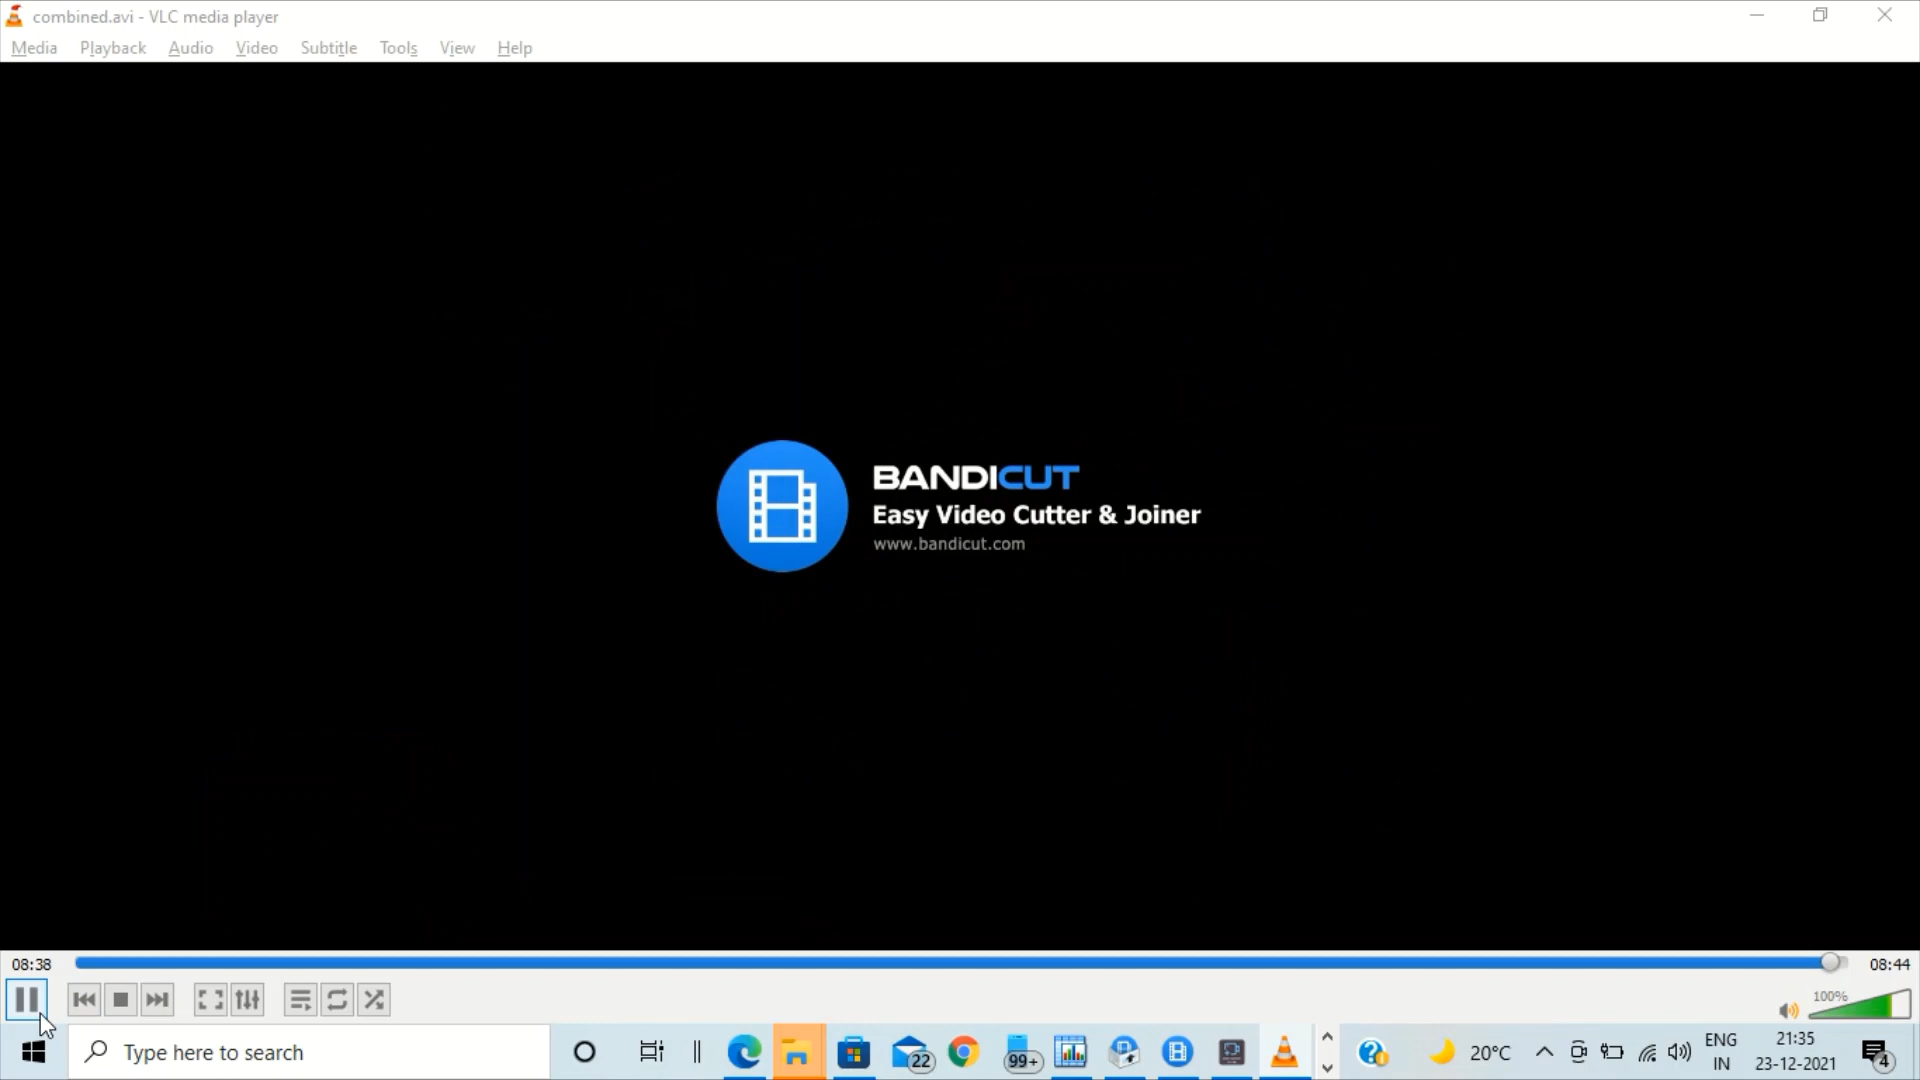 combined.avi - VLC media player
Media Playback Audio Video Subtitle Tools View Help
BANDICUT
Easy Video Cutter & Joiner
www.bandicut.com
08:38
08:44
100%
Type here to search
22
99+
20°C
ENG
IN
21:35
23-12-2021
4